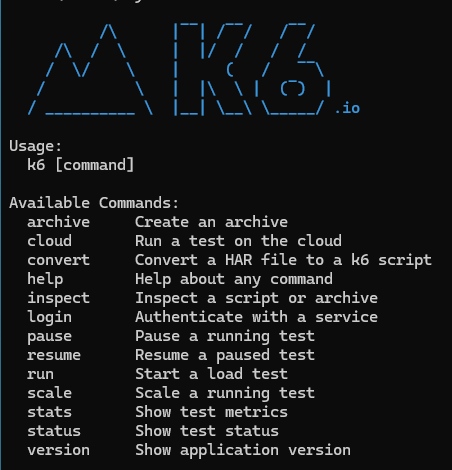 K6 .io
Usage:
k6 [command]
Available Commands:
archive Create an archive
cloud Run a test on the cloud
convert Convert a HAR file to a k6 script
help Help about any command
inspect Inspect a script or archive
login Authenticate with a service
pause Pause a running test
resume Resume a paused test
run Start a load test
scale Scale a running test
stats Show test metrics
status Show test status
version Show application version